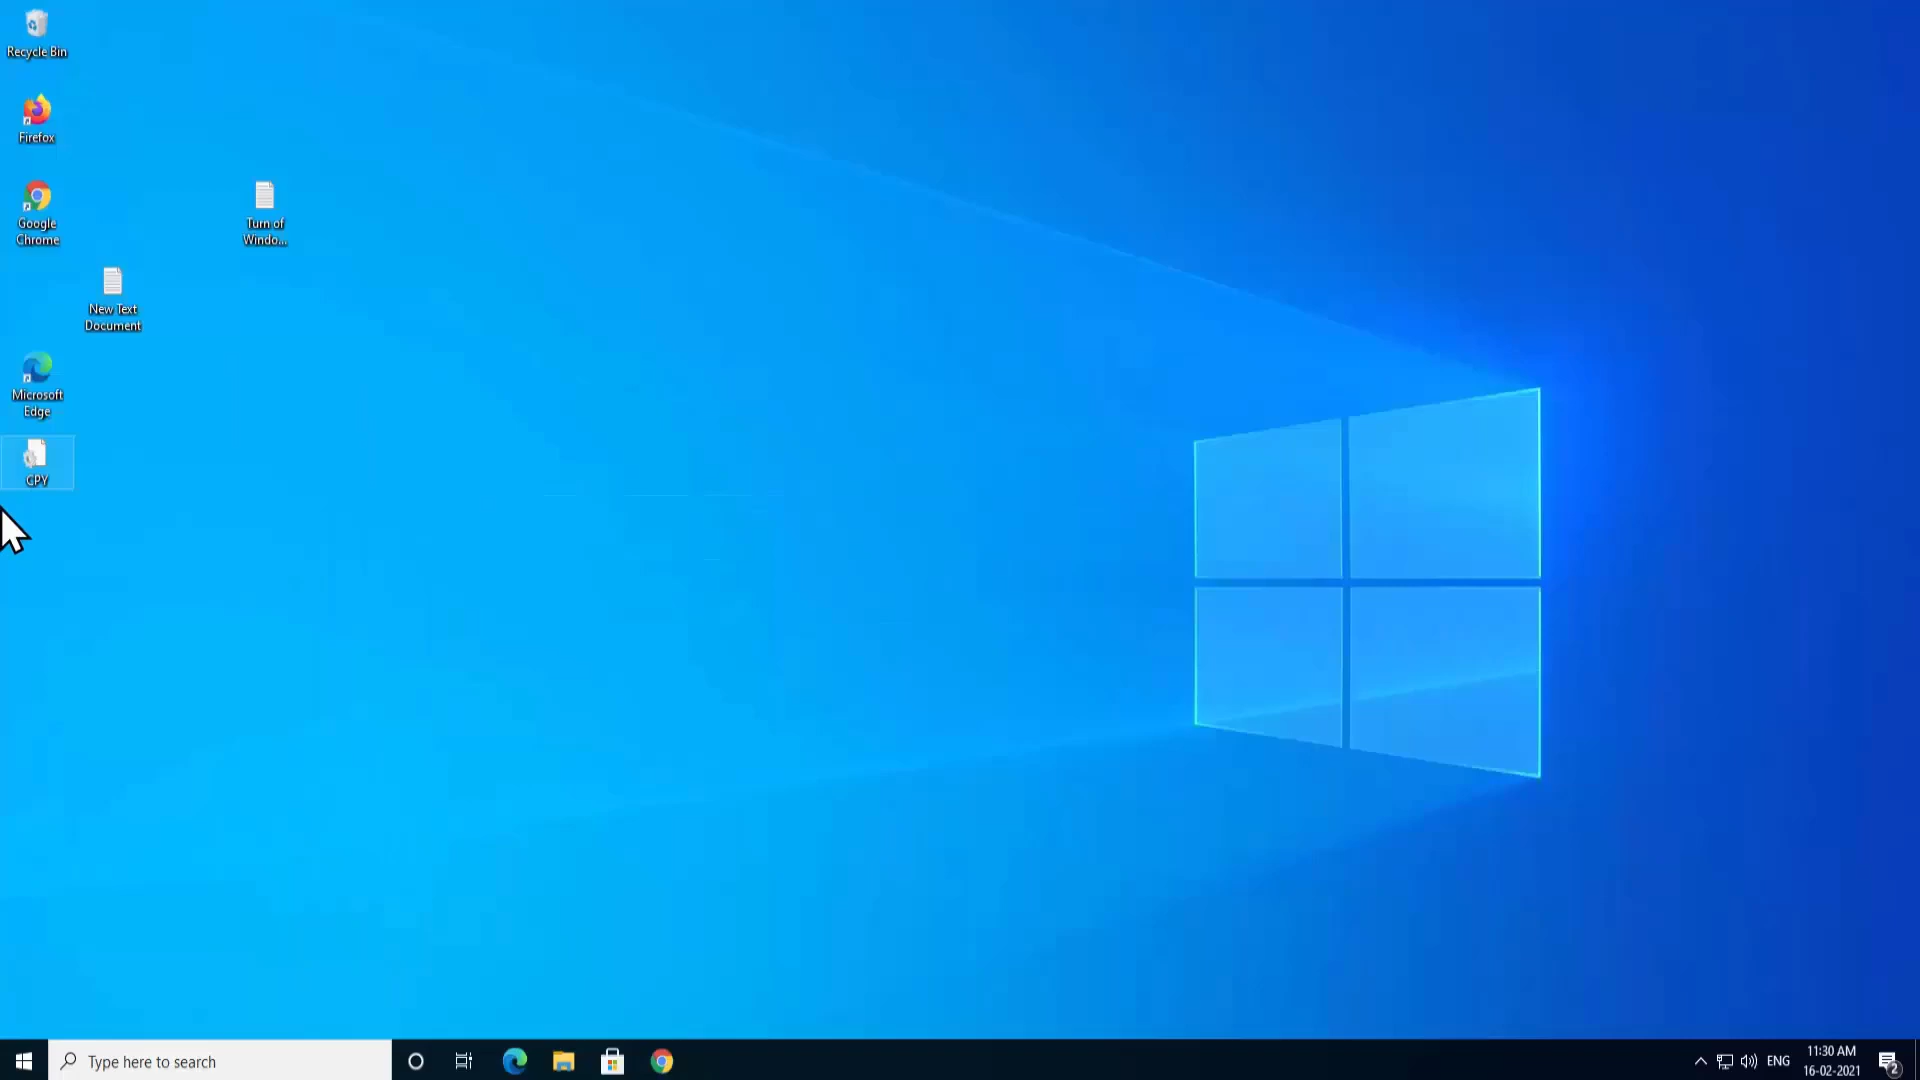 Recycle Bin
Firefox
Google
Chrome
Turn of
Windo...
New Text
Document
Microsoft
Edge
CPY
Type here to search
ENG
11:30 AM
16-02-2021
2